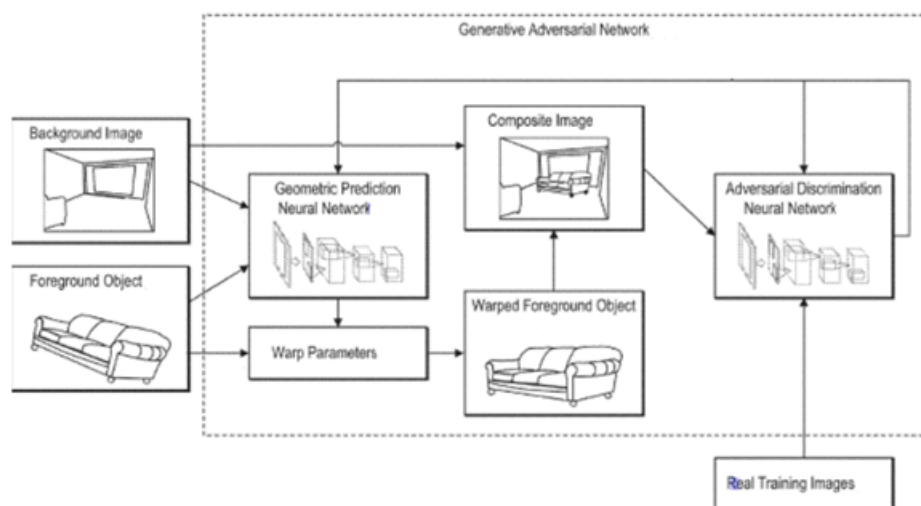 Generative Adversarial Network
Background Image
Composite Image
Geometric Prediction
Neural Network
Adversarial Discrimination
Neural Network
Foreground Object
Warped Foreground Object
Warp Parameters
Real Training Images